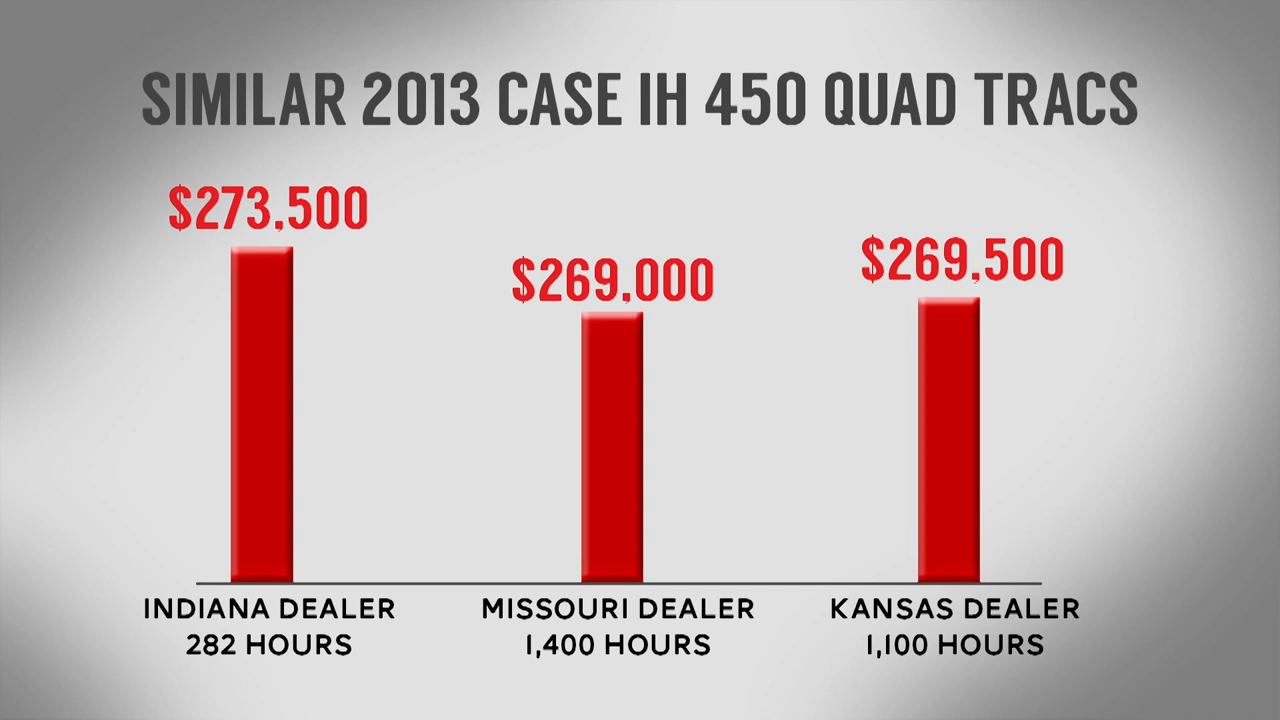 SIMILAR 2013 CASE IH 450 QUAD TRACS
$273,500
$269,000
$269,500
INDIANA DEALER
282 HOURS
MISSOURI DEALER
1,400 HOURS
KANSAS DEALER
1,100 HOURS